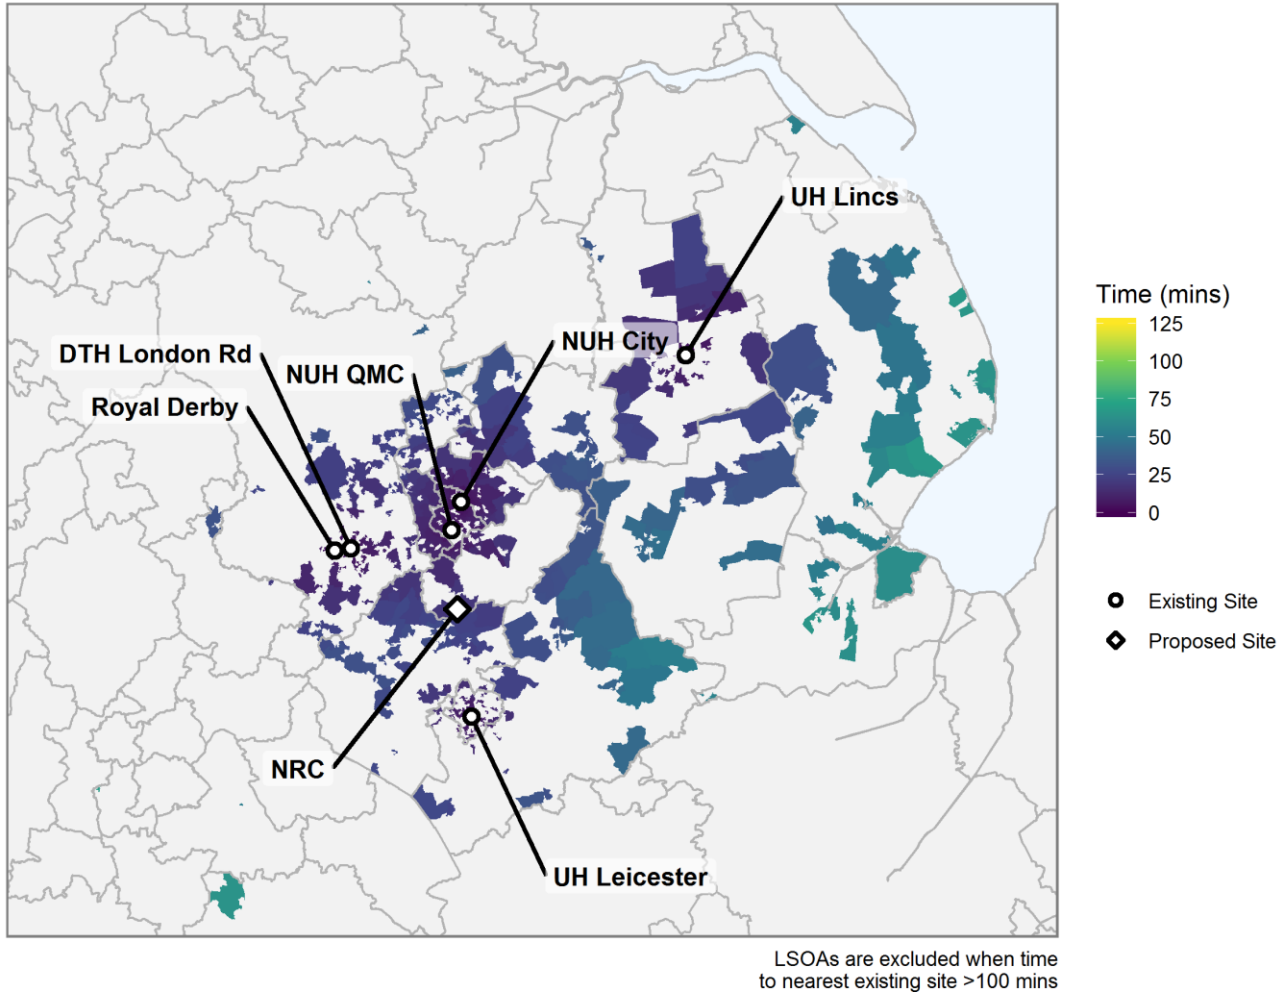 UH Lincs
NUH City
DTH London Rd
NUH QMC
Royal Derby
NRC
UH Leicester
Time (mins)
125
100
75
50
25
0
Existing Site
Proposed Site
LSOAs are excluded when time
to nearest existing site >100 mins